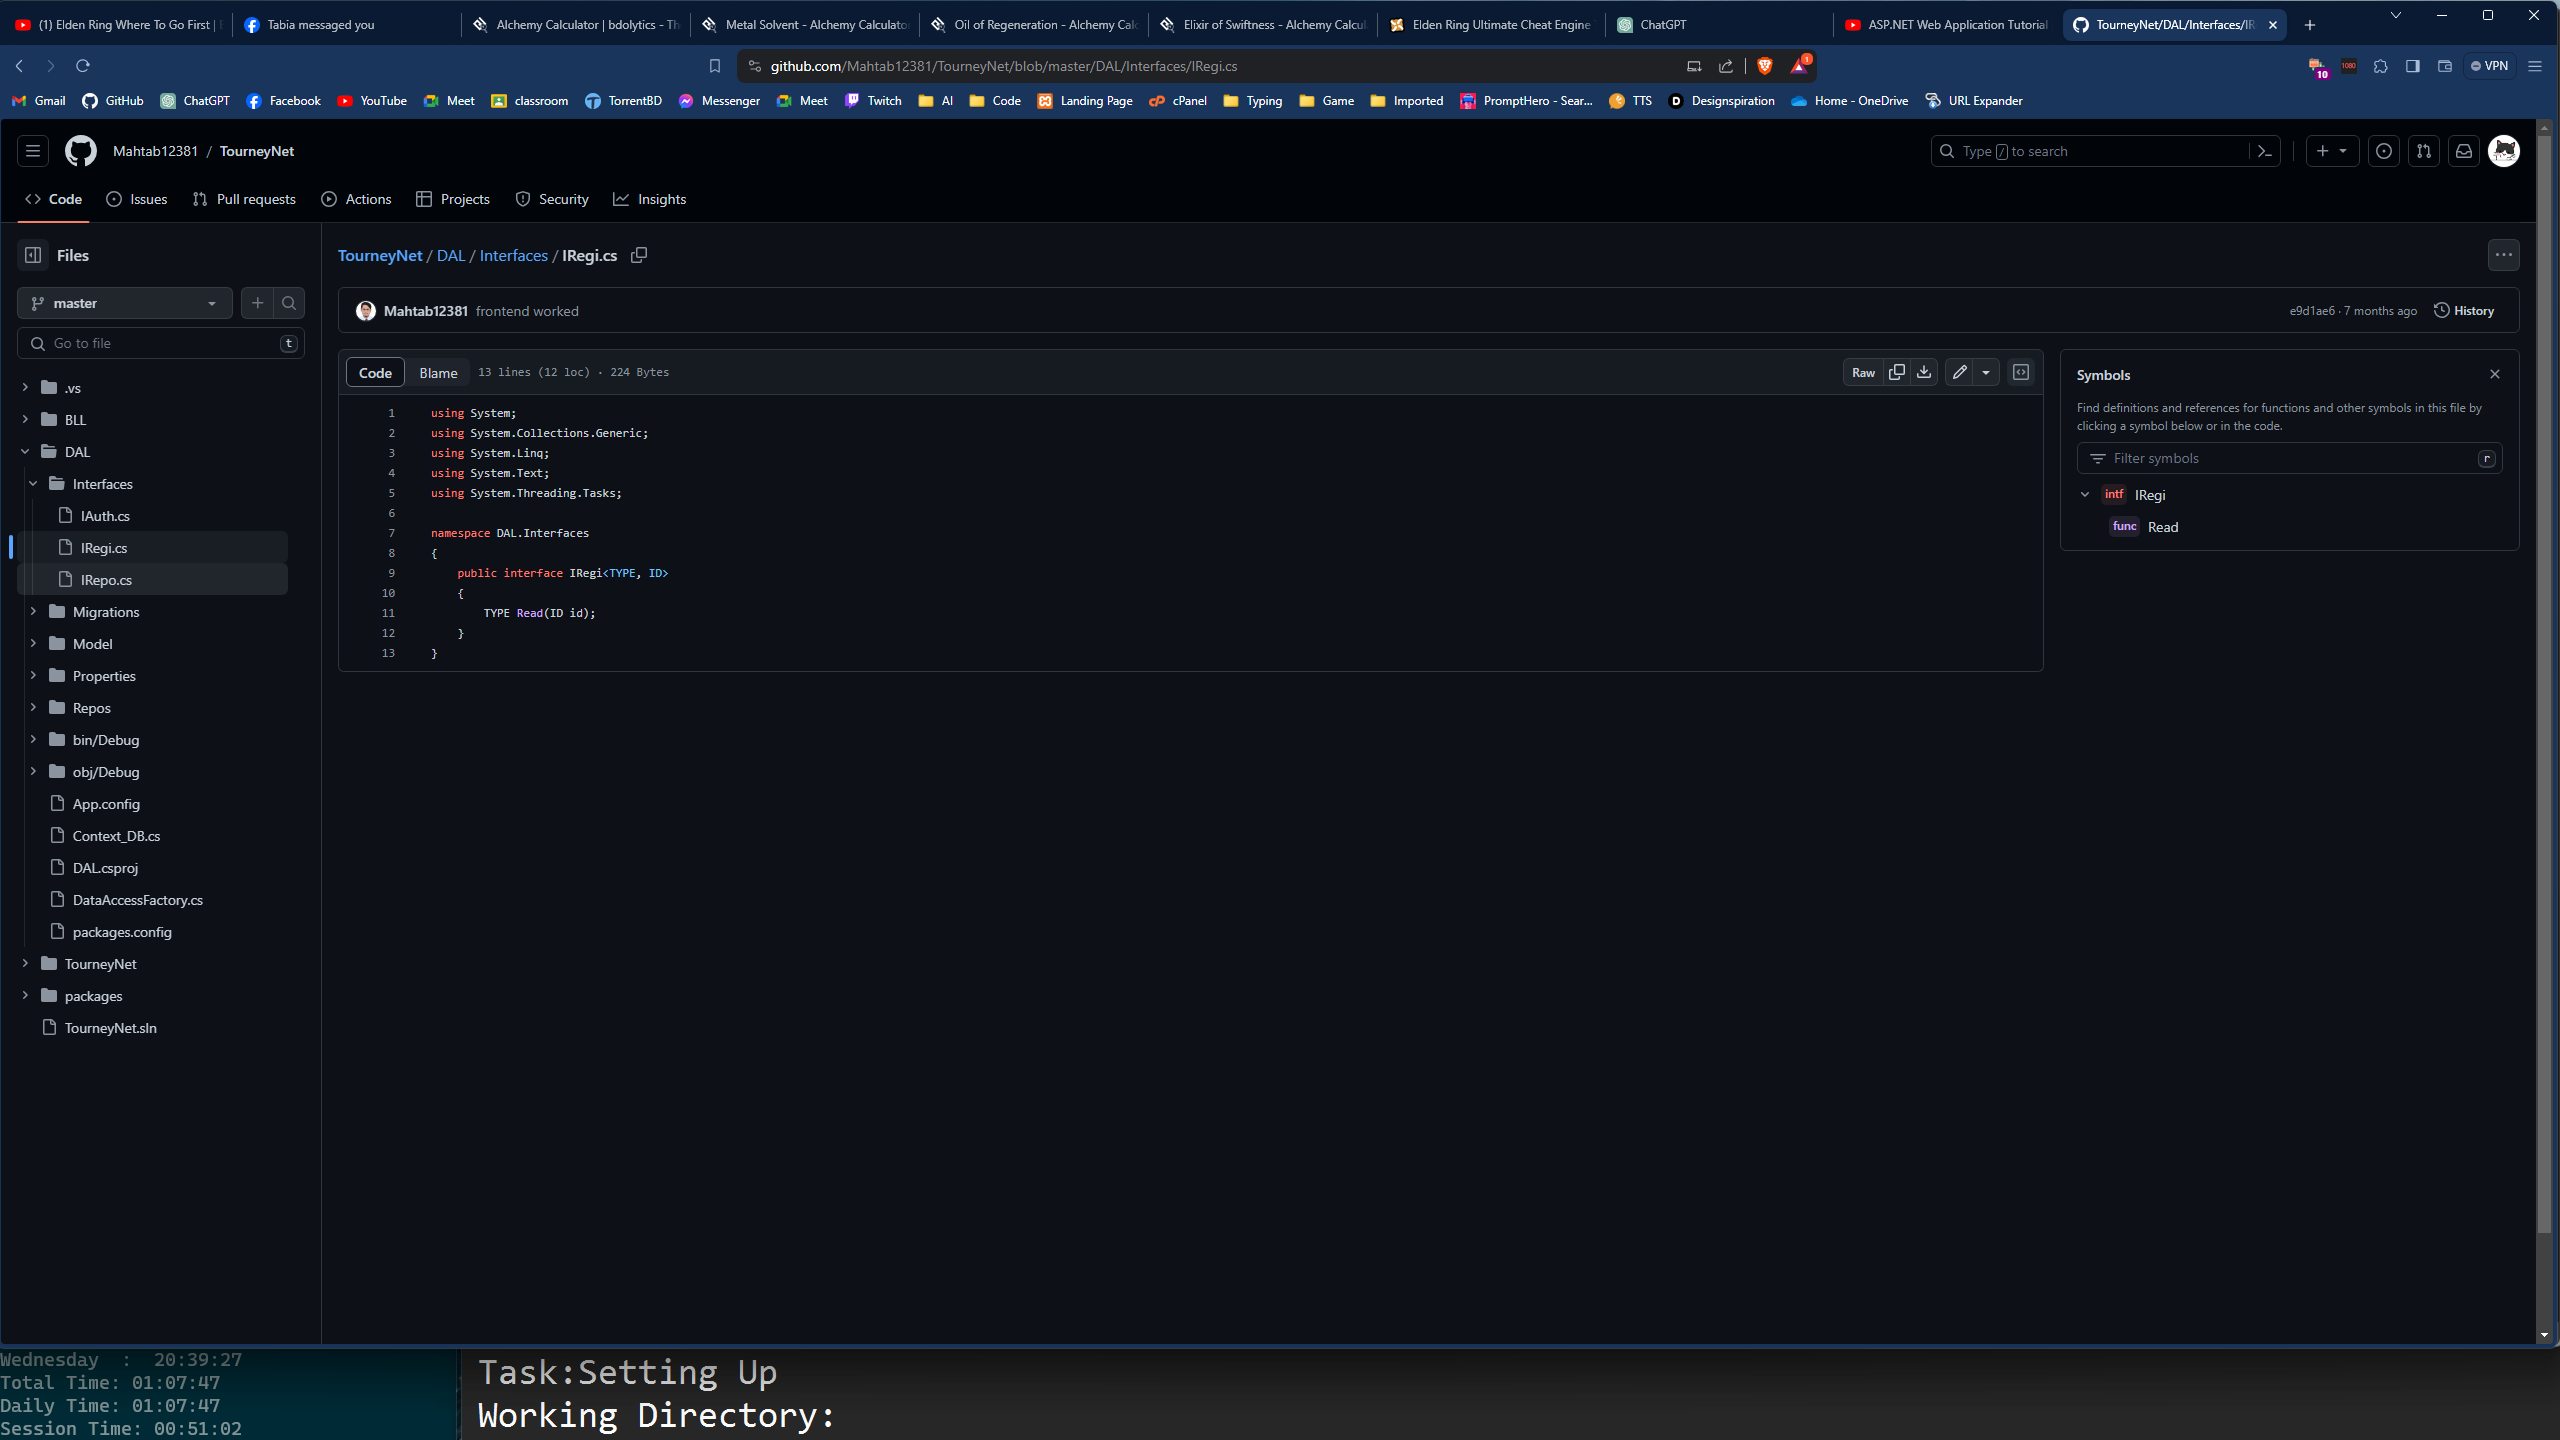 (1) Elden Ring Where To Go First |
Tabia messaged you
Alchemy Calculator | bdolytics - Th
Metal Solvent - Alchemy Calculator
Oil of Regeneration - Alchemy Calc
Elixir of Swiftness - Alchemy Calcul
Elden Ring Ultimate Cheat Engine
ChatGPT
ASP.NET Web Application Tutorial
TourneyNet/DAL/Interfaces/IR
github.com/Mahtab12381/TourneyNet/blob/master/DAL/Interfaces/IRegi.cs
1
10
1080
VPN
Gmail
GitHub
ChatGPT
Facebook
YouTube
Meet
classroom
TorrentBD
Messenger
Meet
Twitch
AI
Code
Landing Page
cPanel
Typing
Game
Imported
PromptHero - Sear...
TTS
Designspiration
Home - OneDrive
URL Expander
Mahtab12381 / TourneyNet
Type / to search
Code
Issues
Pull requests
Actions
Projects
Security
Insights
Files
master
Go to file
t
.vs
BLL
DAL
Interfaces
IAuth.cs
IRegi.cs
IRepo.cs
Migrations
Model
Properties
Repos
bin/Debug
obj/Debug
App.config
Context_DB.cs
DAL.csproj
DataAccessFactory.cs
packages.config
TourneyNet
packages
TourneyNet.sln
TourneyNet / DAL / Interfaces / IRegi.cs
Mahtab12381 frontend worked
e9d1ae6 · 7 months ago
History
Code
Blame
13 lines (12 loc) · 224 Bytes
Raw
1 using System;
2 using System.Collections.Generic;
3 using System.Linq;
4 using System.Text;
5 using System.Threading.Tasks;
6
7 namespace DAL.Interfaces
8 {
9 public interface IRegi<TYPE, ID>
10 {
11 TYPE Read(ID id);
12 }
13 }
Symbols
Find definitions and references for functions and other symbols in this file by
clicking a symbol below or in the code.
Filter symbols
r
intf IRegi
func Read
Wednesday : 20:39:27
Total Time: 01:07:47
Daily Time: 01:07:47
Session Time: 00:51:02
Task:Setting Up
Working Directory: